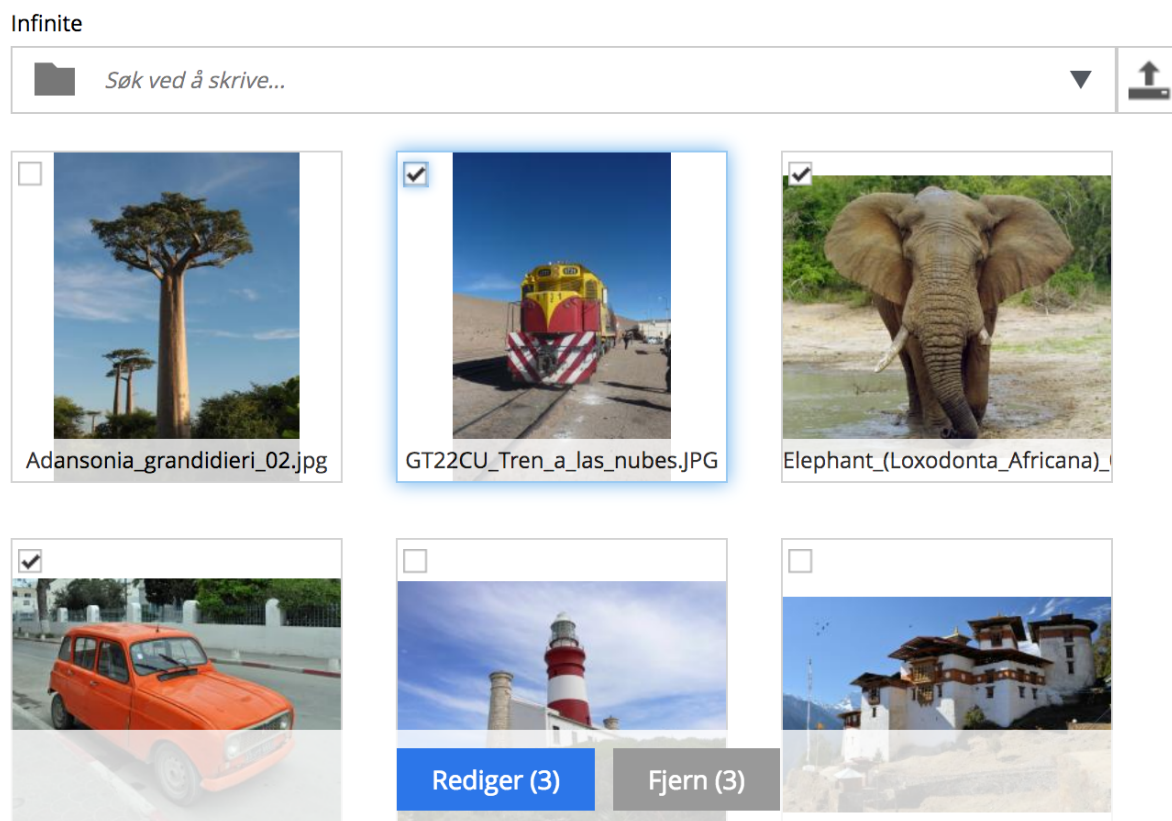 Infinite
Søk ved å skrive...
Adansonia_grandidieri_02.jpg
GT22CU_Tren_a_las_nubes.JPG
Elephant_(Loxodonta_Africana)_
Rediger (3)
Fjern (3)